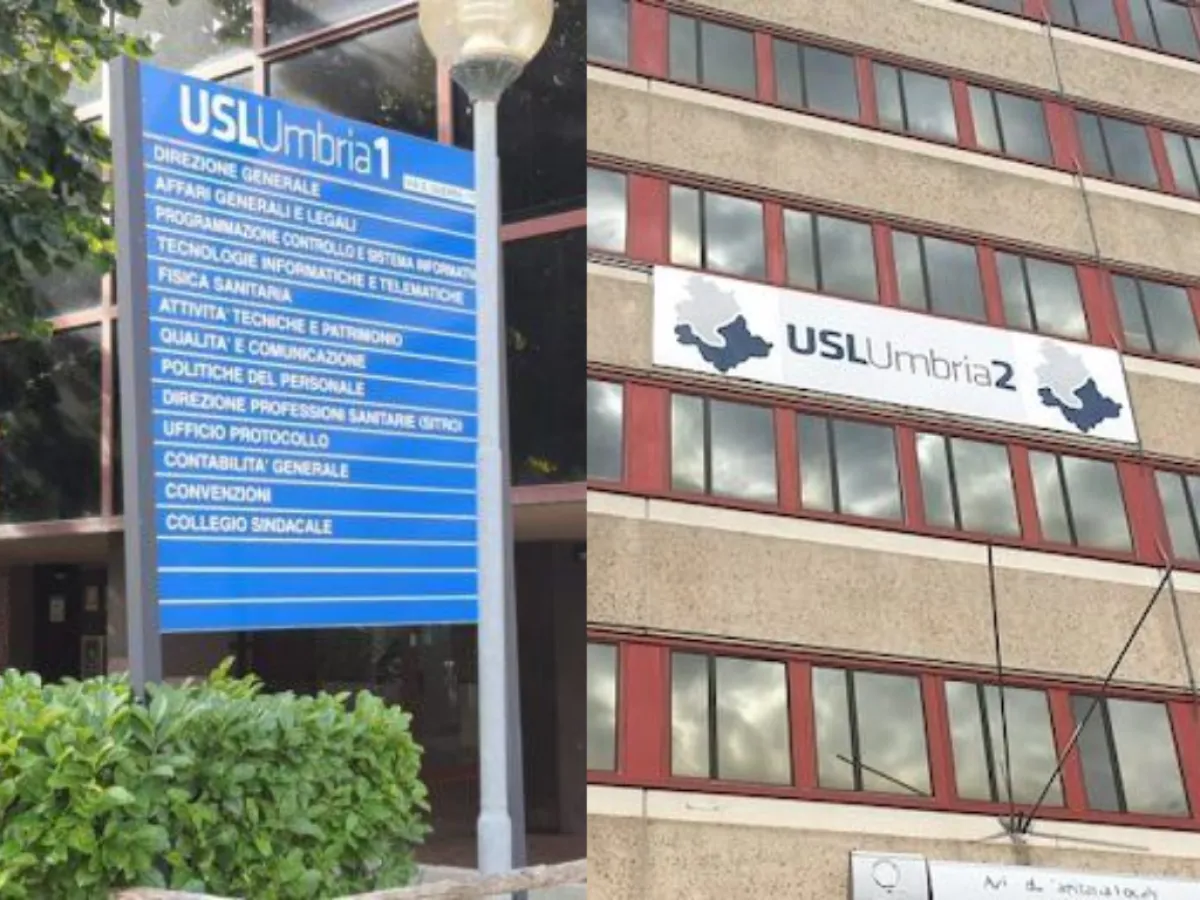 USLUmbria1
DIREZIONE GENERALE
AFFARI GENERALI E LEGALI
PROGRAMMAZIONE CONTROLLO E SISTEMA
TECNOLOGIE INFORMATICHE E TELEMATICHE
FISICA SANITARIA
ATTIVITA' TECNICHE E PATRIMONIO
QUALITA' E COMUNICAZIONE
POLITICHE DEL PERSONALE
DIREZIONE PROFESSIONI SANITARIE (SITRO)
UFFICIO PROTOCOLLO
CONTABILITA' GENERALE
CONVENZIONI
COLLEGIO SINDACALE
USLUmbria2